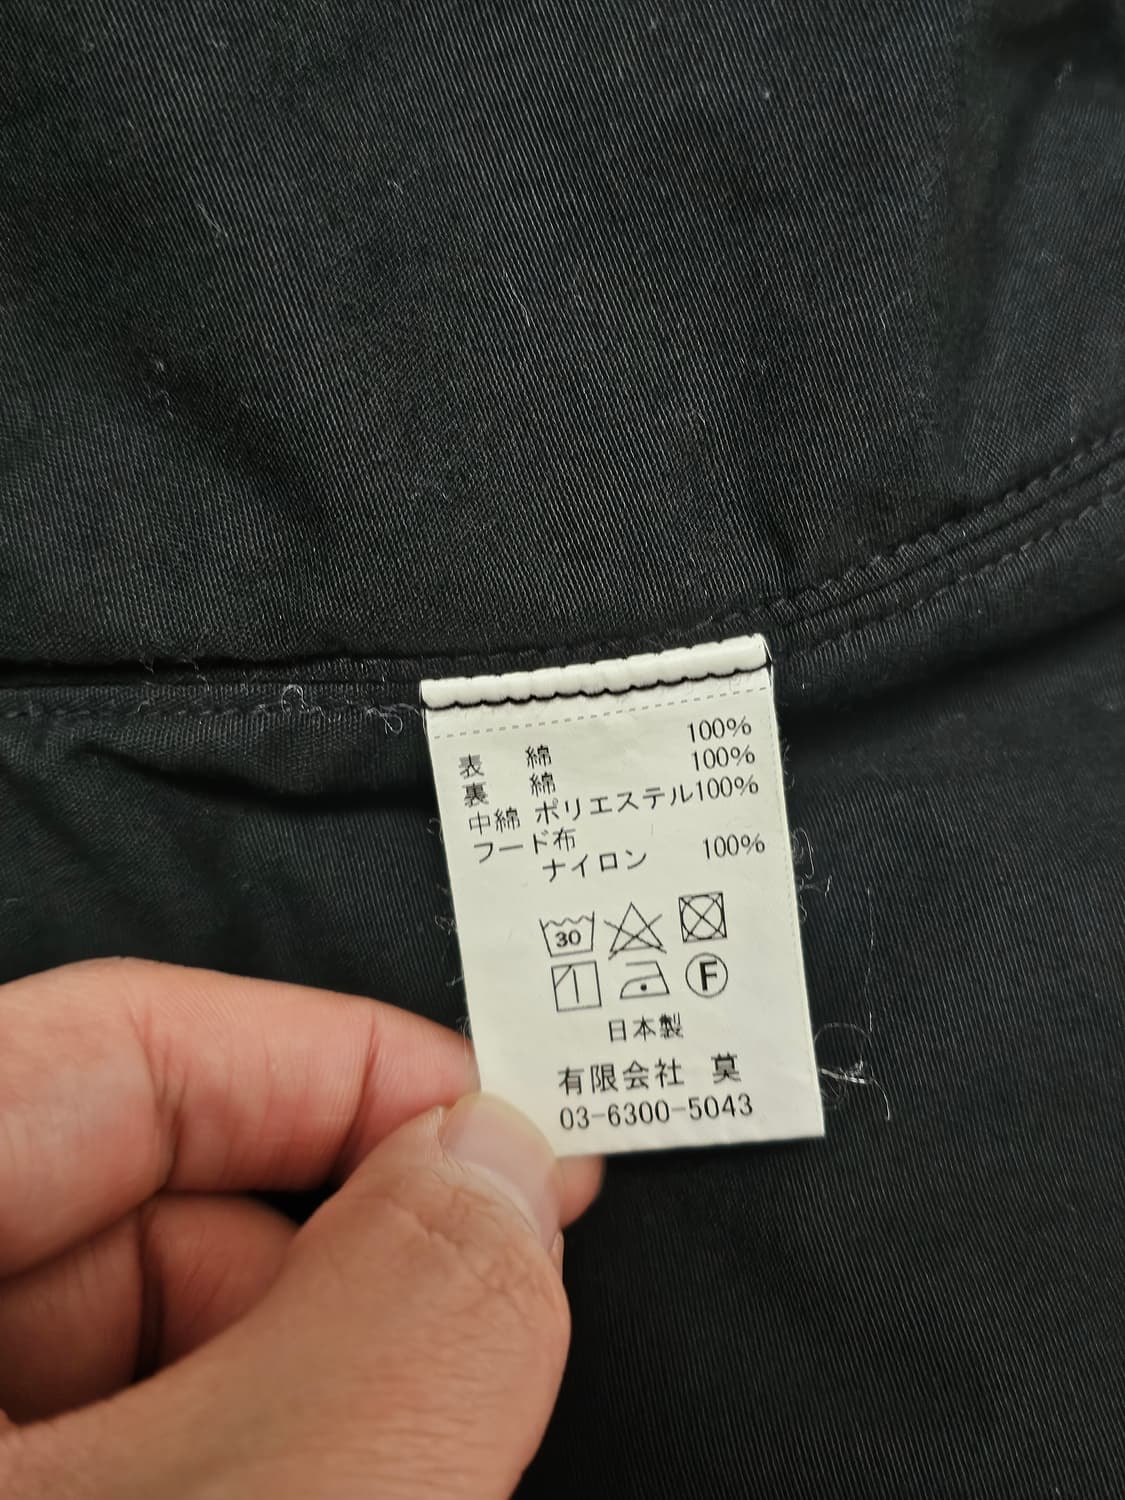 表 綿 100%
裏 綿 100%
中綿 ポリエステル100%
フード布
ナイロン 100%
30
F
日本製
有限会社 莫
03-6300-5043